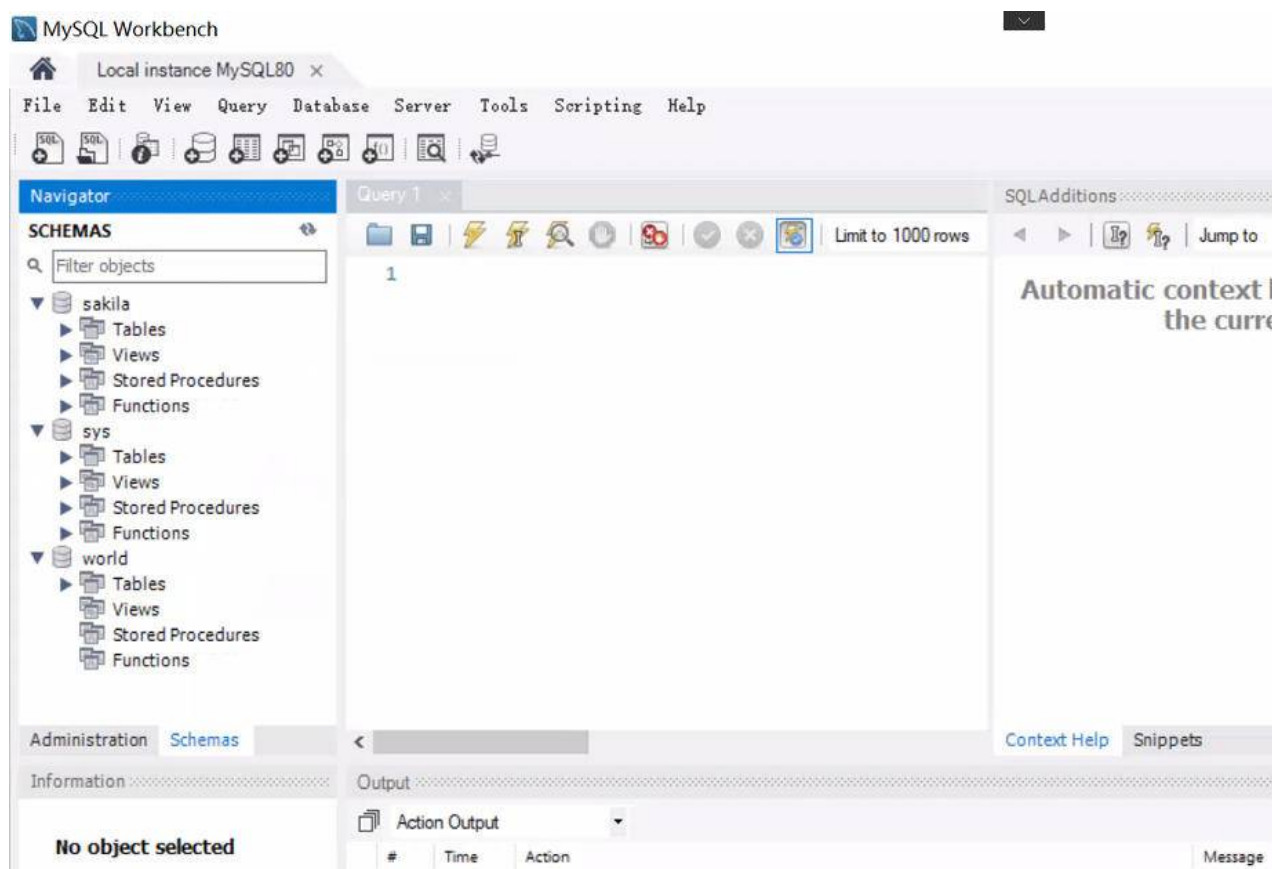 MySQL Workbench
Local instance MySQL80 ×
File Edit View Query Database Server Tools Scripting Help
Navigator
SCHEMAS
Filter objects
sakila
Tables
Views
Stored Procedures
Functions
sys
Tables
Views
Stored Procedures
Functions
world
Tables
Views
Stored Procedures
Functions
Administration Schemas
Information
No object selected
Query 1 ×
Limit to 1000 rows
1
SQLAdditions
Jump to
Automatic context
the curre
Context Help Snippets
Output
Action Output
# Time Action Message